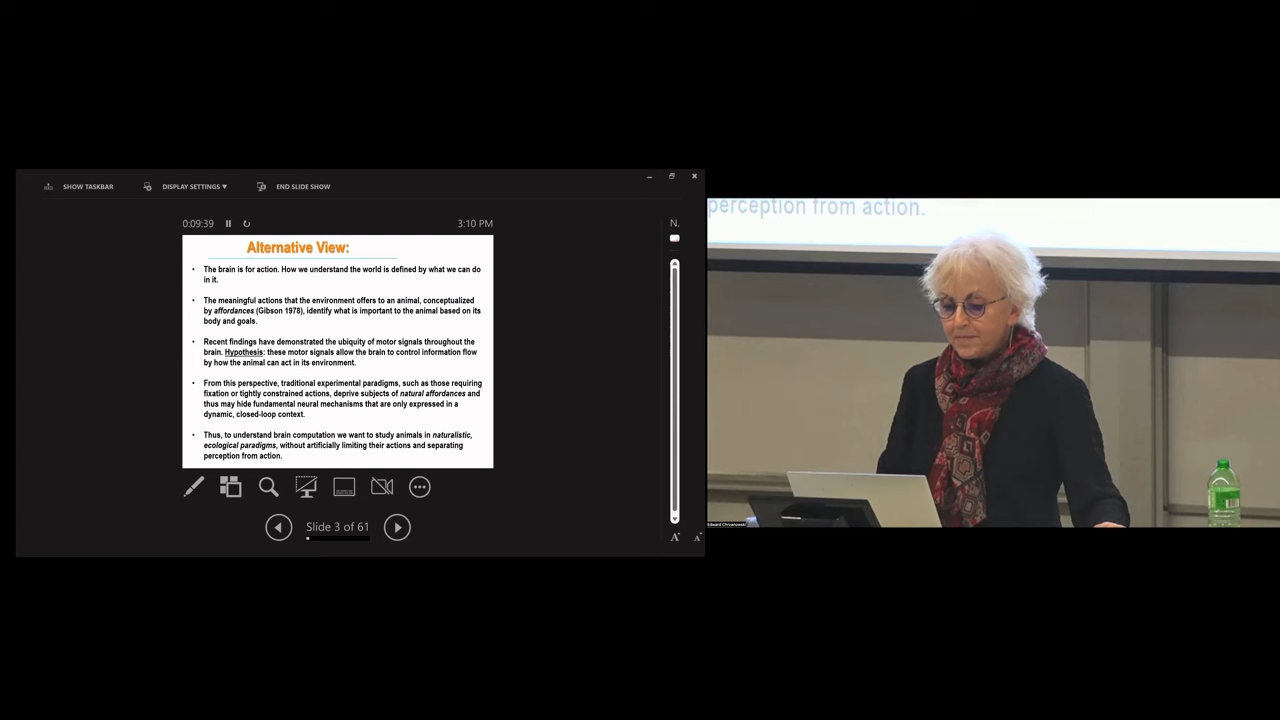 SHOW TASKBAR
DISPLAY SETTINGS ▼
END SLIDE SHOW
0:09:39
3:10 PM
N.
Alternative View:
• The brain is for action. How we understand the world is defined by what we can do
in it.
• The meaningful actions that the environment offers to an animal, conceptualized
by affordances (Gibson 1978), identify what is important to the animal based on its
body and goals.
• Recent findings have demonstrated the ubiquity of motor signals throughout the
brain. Hypothesis: these motor signals allow the brain to control information flow
by how the animal can act in its environment.
• From this perspective, traditional experimental paradigms, such as those requiring
fixation or tightly constrained actions, deprive subjects of natural affordances and
thus may hide fundamental neural mechanisms that are only expressed in a
dynamic, closed-loop context.
• Thus, to understand brain computation we want to study animals in naturalistic,
ecological paradigms, without artificially limiting their actions and separating
perception from action.
Slide 3 of 61
A A
perception from action.
Edward Chrzanowski